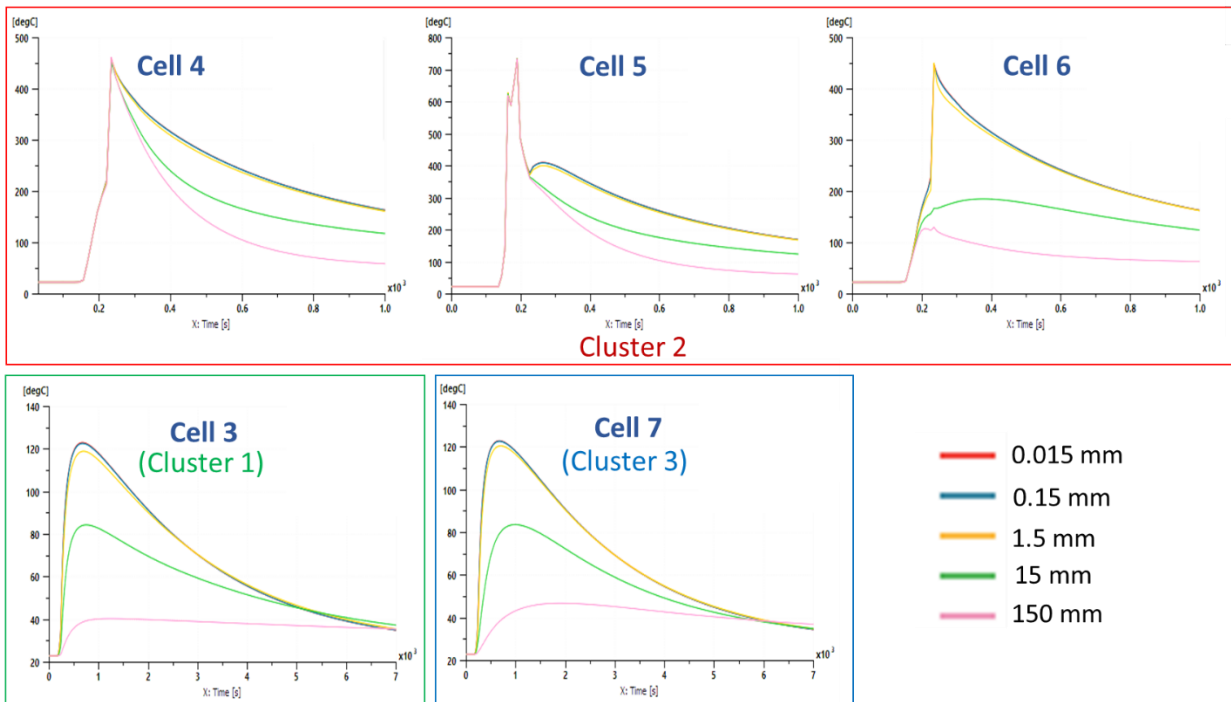 [degC]
Cell 4
500
400
300
200
100
0
0.2
0.4
0.6
0.8
1.0
x10³
X: Time [s]
[degC]
Cell 5
800
700
600
500
400
300
200
100
0
0.0
0.2
0.4
0.6
0.8
1.0
x10³
X: Time [s]
[degC]
Cell 6
500
400
300
200
100
0
0.0
0.2
0.4
0.6
0.8
1.0
x10³
X: Time [s]
Cluster 2
[degC]
Cell 3
(Cluster 1)
140
120
100
80
60
40
20
0
1
2
3
4
5
6
7
x10³
X: Time [s]
[degC]
Cell 7
(Cluster 3)
140
120
100
80
60
40
20
0
1
2
3
4
5
6
7
x10³
X: Time [s]
0.015 mm
0.15 mm
1.5 mm
15 mm
150 mm